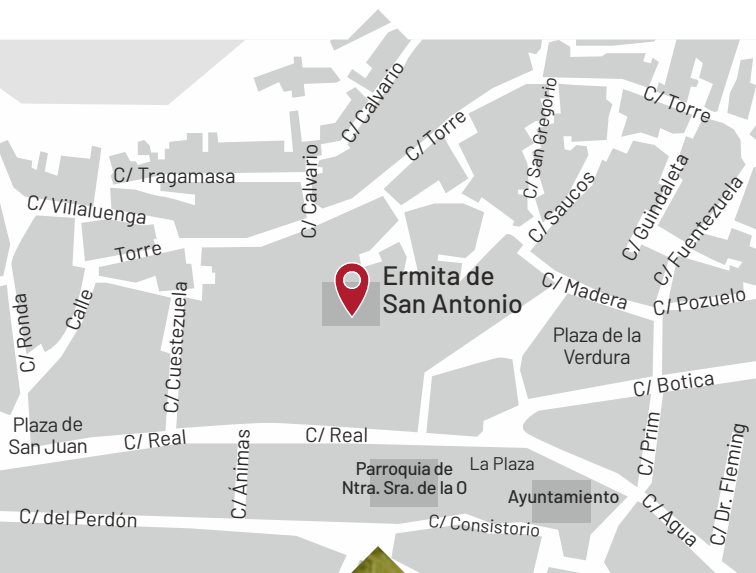 C/ Calvario
C/ Torre
C/ San Gregorio
C/ Torre
C/ Tragamasa
C/ Calvario
C/ Saucos
C/ Guindaleta
C/ Fuentezuela
C/ Villaluenga
Torre
Calle
Ermita de
San Antonio
C/ Madera
C/ Pozuelo
C/ Ronda
C/ Cuestezuela
Plaza de la
Verdura
C/ Botica
Plaza de
San Juan
C/ Real
C/ Real
C/ Ánimas
C/ Prim
C/ Dr. Fleming
Parroquia de
Ntra. Sra. de la O
La Plaza
Ayuntamiento
C/ del Perdón
C/ Consistorio
C/ Agua